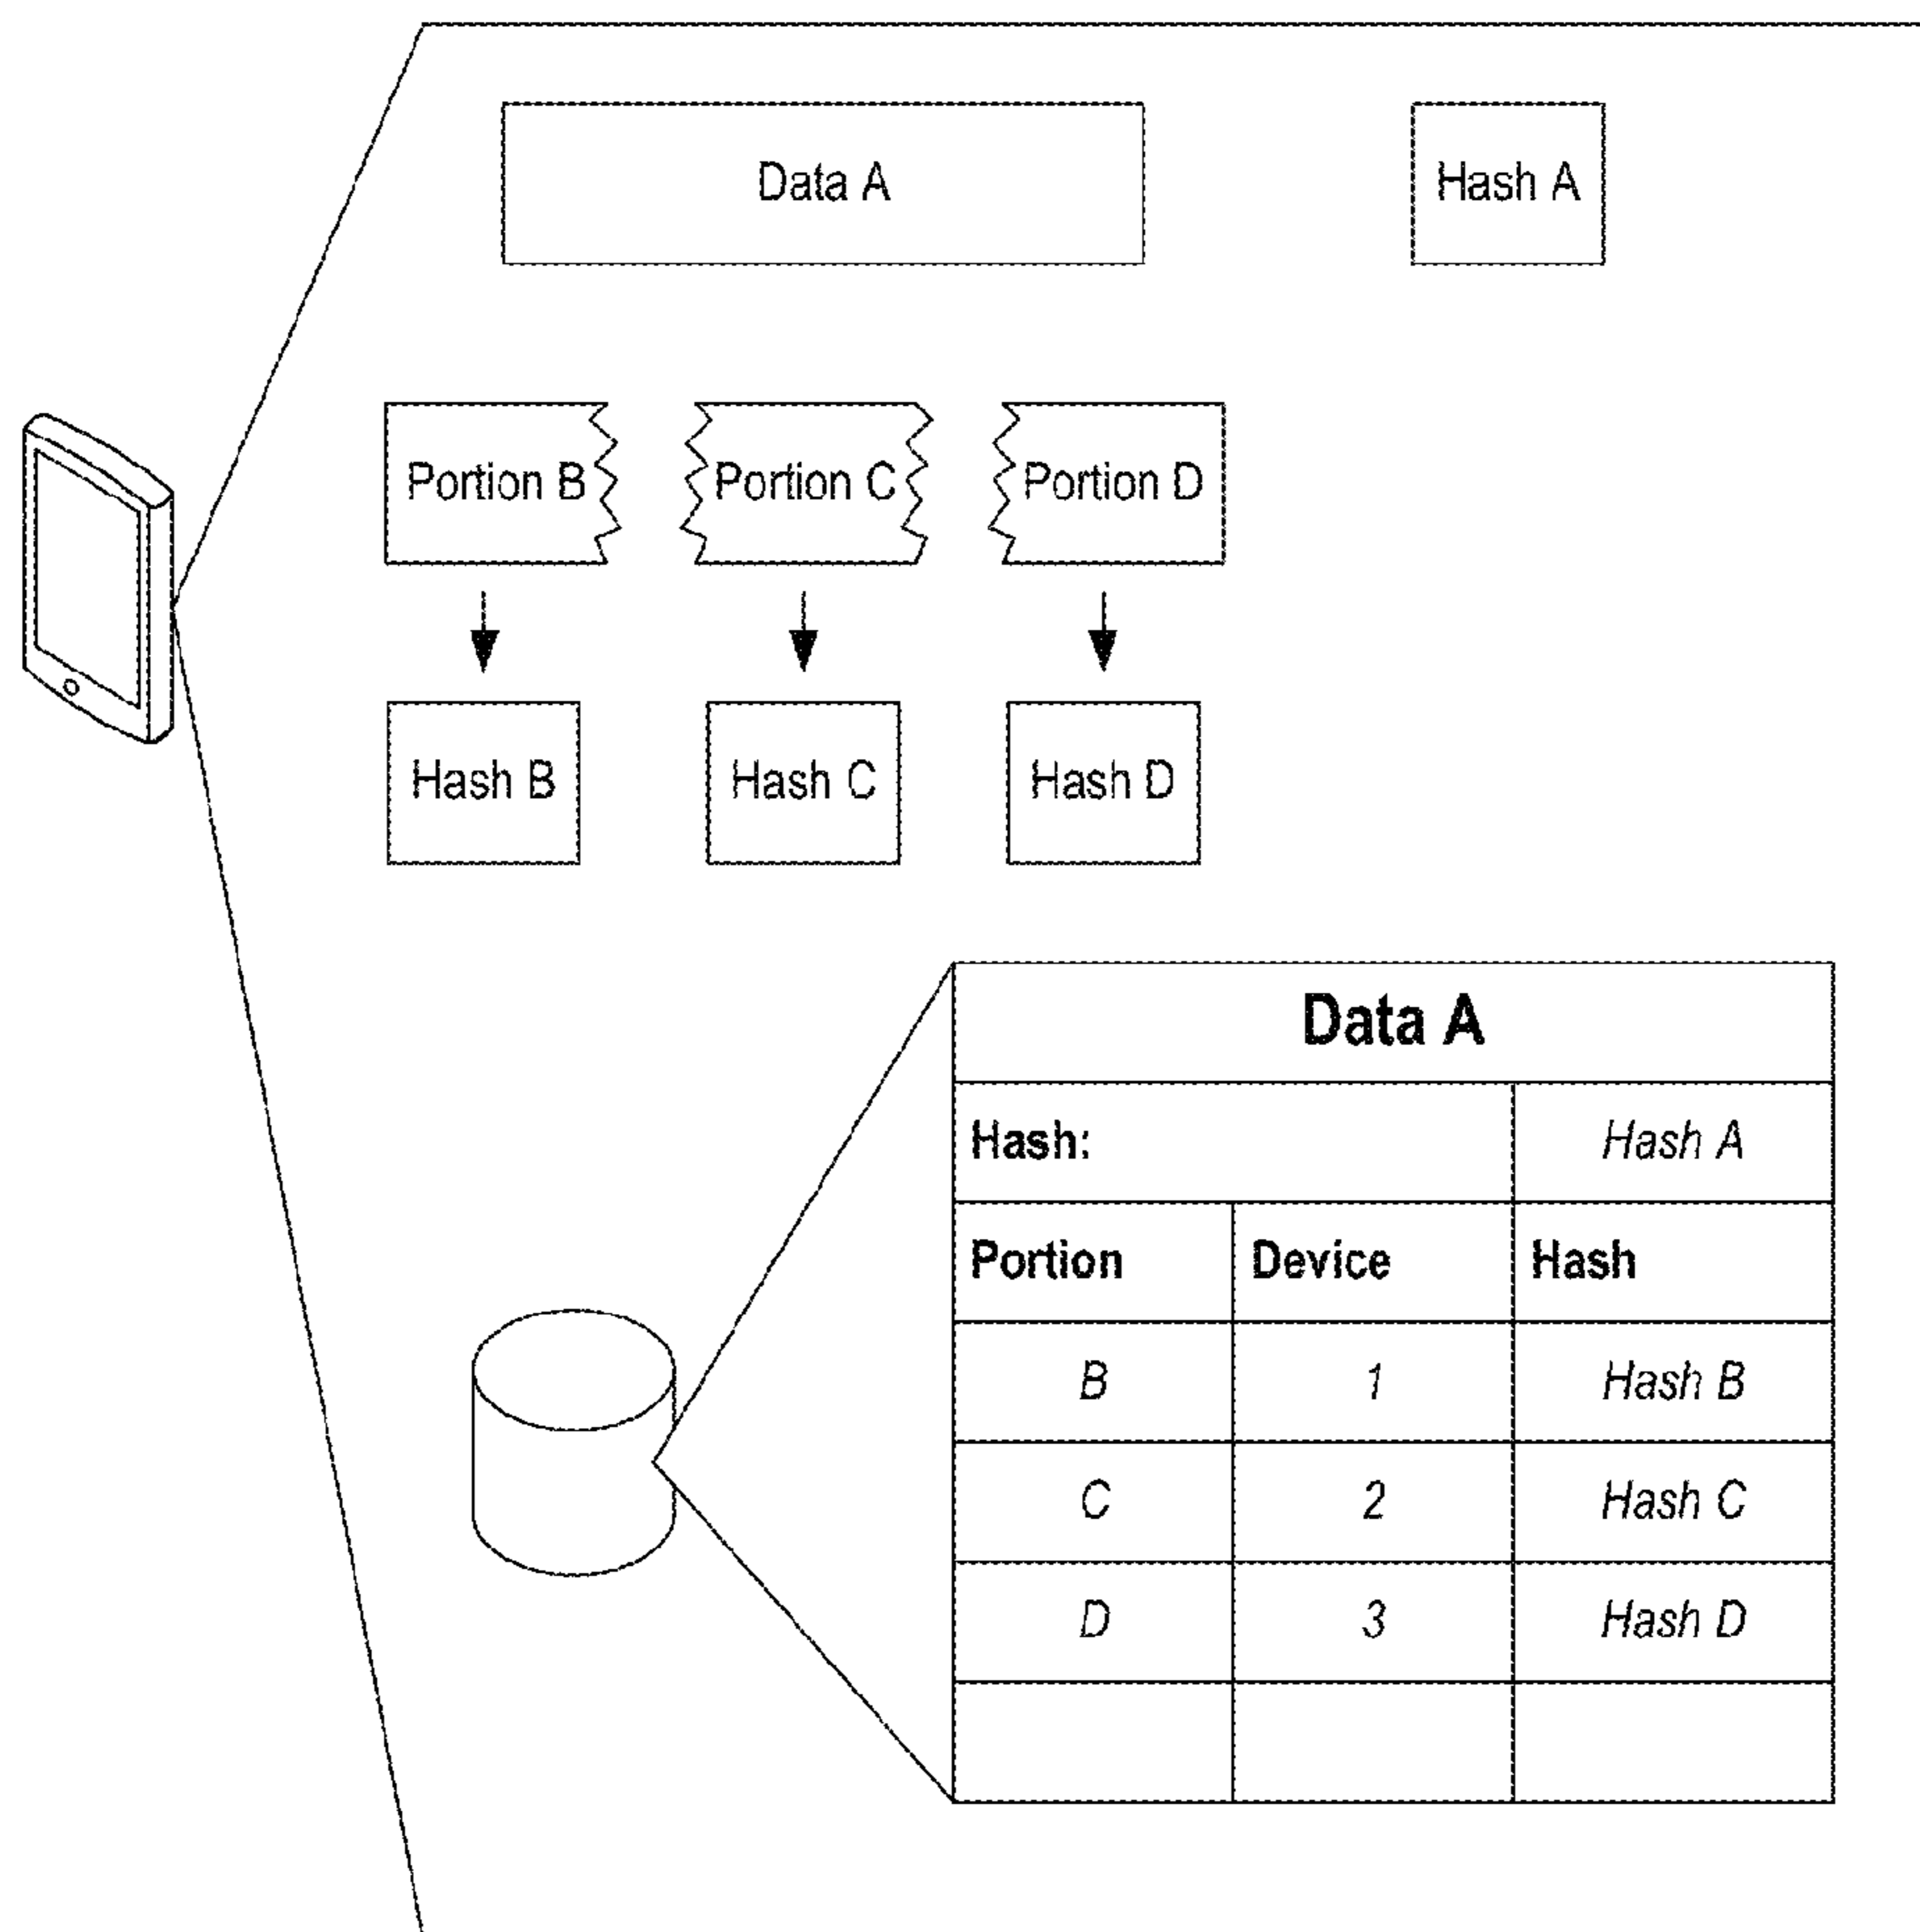 Data A Hash A
Portion B Portion C Portion D
Hash B Hash C Hash D
Data A
Hash: Hash A
Portion Device Hash
B 1 Hash B
C 2 Hash C
D 3 Hash D